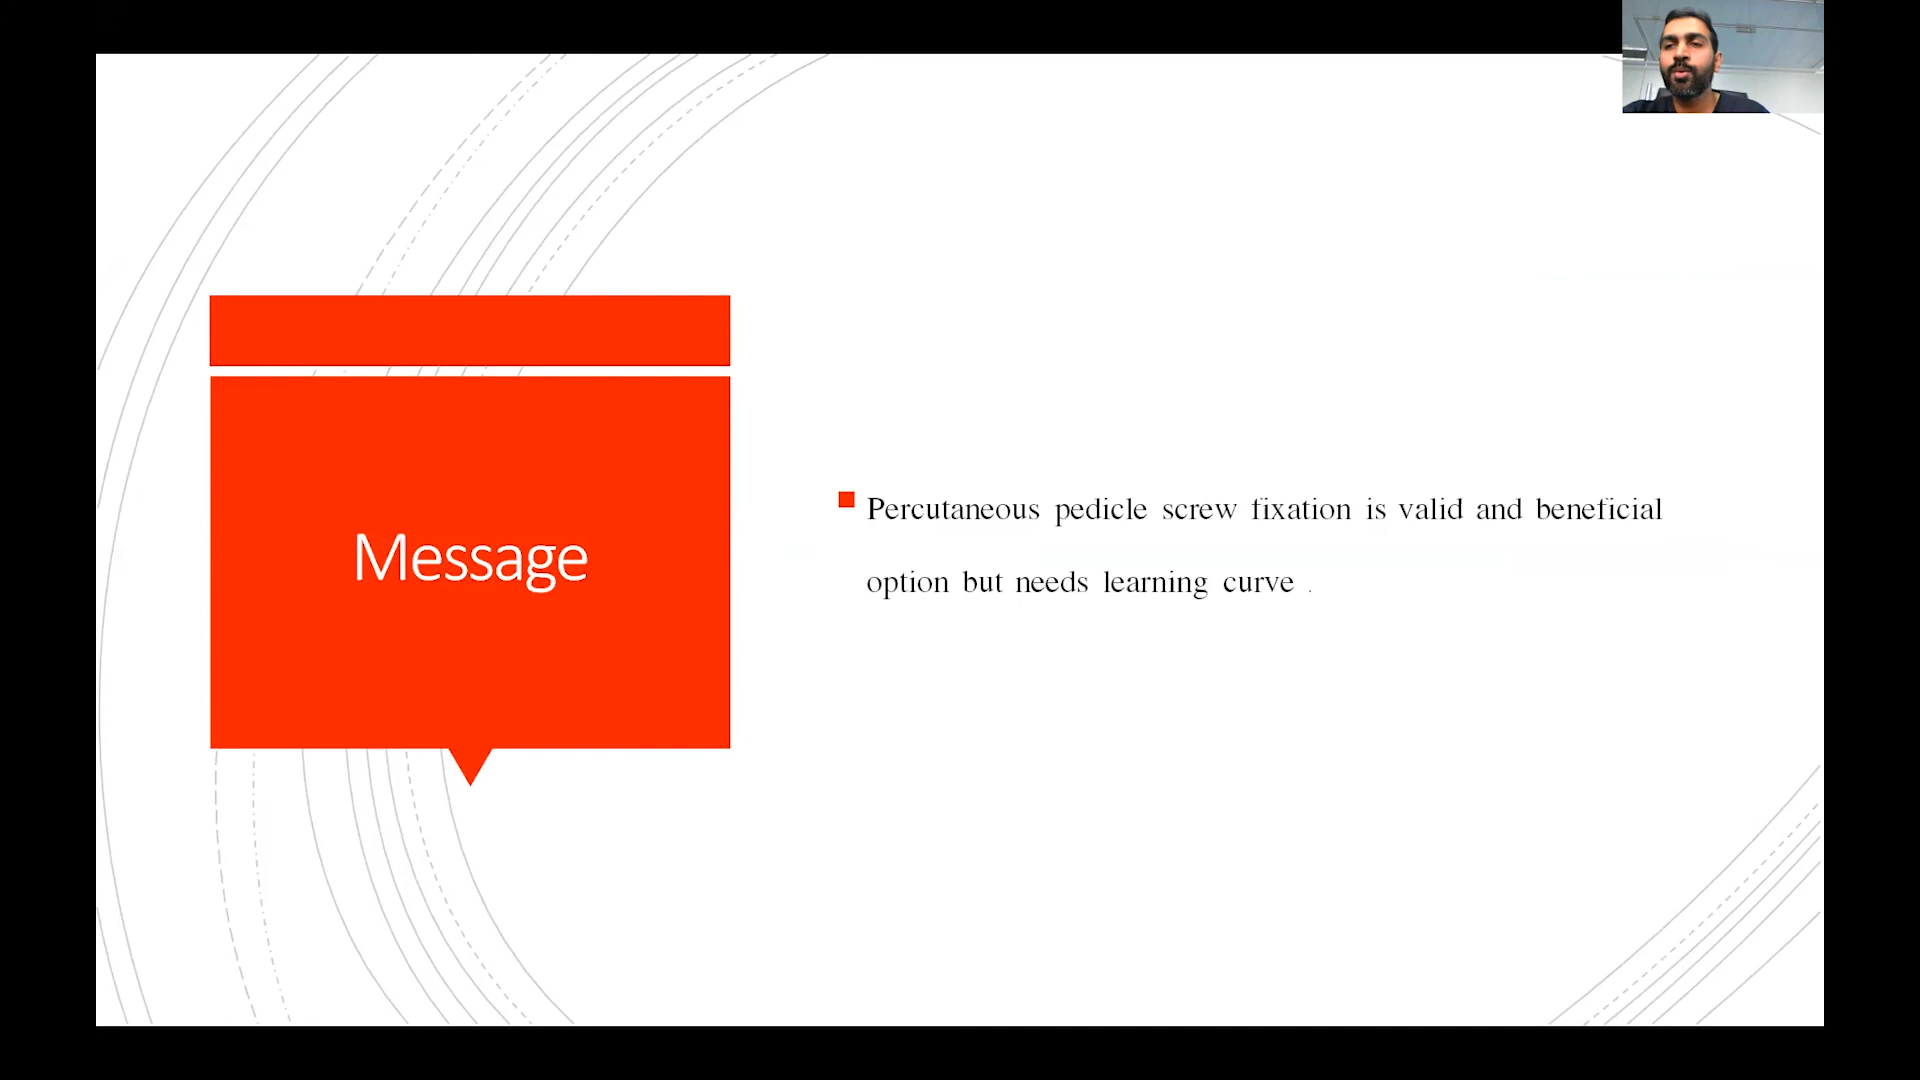 Message
Percutaneous pedicle screw fixation is valid and beneficial
option but needs learning curve .